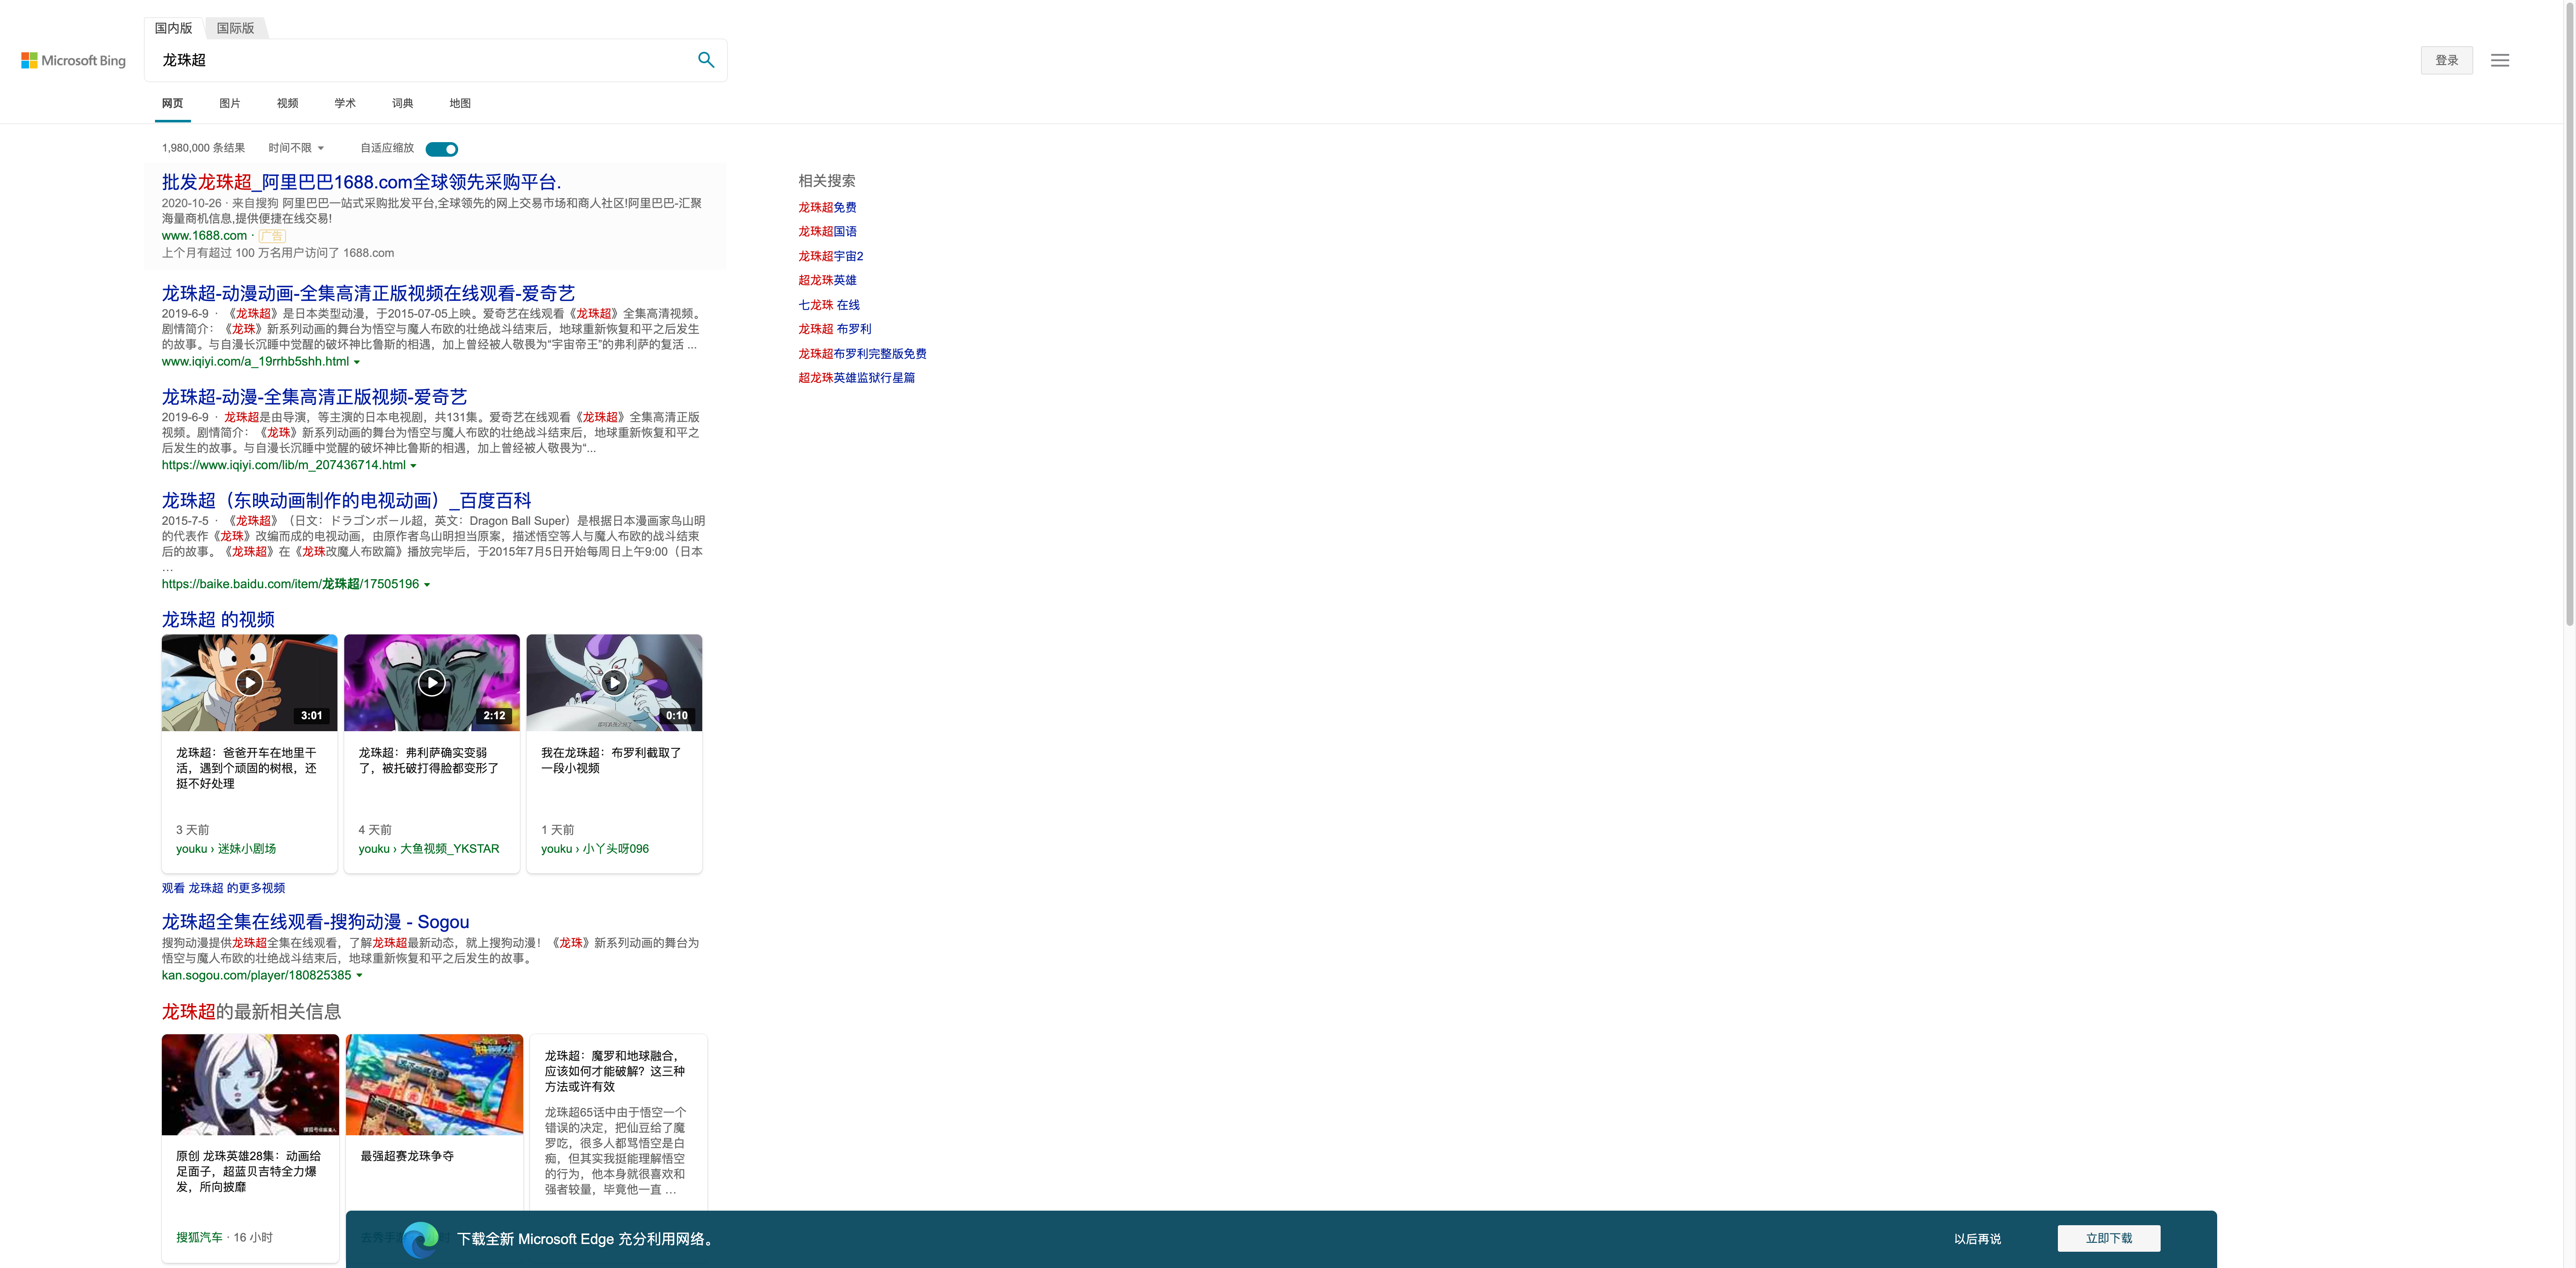 国内版
国际版
Microsoft Bing
龙珠超
登录
网页
图片
视频
学术
词典
地图
1,980,000 条结果
时间不限
自适应缩放
批发龙珠超_阿里巴巴1688.com全球领先采购平台.
2020-10-26 · 来自搜狗 阿里巴巴一站式采购批发平台,全球领先的网上交易市场和商人社区!阿里巴巴-汇聚
海量商机信息,提供便捷在线交易!
www.1688.com · 广告
上个月有超过 100 万名用户访问了 1688.com
龙珠超-动漫动画-全集高清正版视频在线观看-爱奇艺
2019-6-9 · 《龙珠超》是日本类型动漫，于2015-07-05上映。爱奇艺在线观看《龙珠超》全集高清视频。
剧情简介：《龙珠》新系列动画的舞台为悟空与魔人布欧的壮绝战斗结束后，地球重新恢复和平之后发生
的故事。与自漫长沉睡中觉醒的破坏神比鲁斯的相遇，加上曾经被人敬畏为“宇宙帝王”的弗利萨的复活 ...
www.iqiyi.com/a_19rrhb5shh.html
龙珠超-动漫-全集高清正版视频-爱奇艺
2019-6-9 · 龙珠超是由导演，等主演的日本电视剧，共131集。爱奇艺在线观看《龙珠超》全集高清正版
视频。剧情简介：《龙珠》新系列动画的舞台为悟空与魔人布欧的壮绝战斗结束后，地球重新恢复和平之
后发生的故事。与自漫长沉睡中觉醒的破坏神比鲁斯的相遇，加上曾经被人敬畏为“...
https://www.iqiyi.com/lib/m_207436714.html
龙珠超（东映动画制作的电视动画）_百度百科
2015-7-5 · 《龙珠超》（日文：ドラゴンボール超，英文：Dragon Ball Super）是根据日本漫画家鸟山明
的代表作《龙珠》改编而成的电视动画，由原作者鸟山明担当原案，描述悟空等人与魔人布欧的战斗结束
后的故事。《龙珠超》在《龙珠改魔人布欧篇》播放完毕后，于2015年7月5日开始每周日上午9:00（日本
…
https://baike.baidu.com/item/龙珠超/17505196
龙珠超 的视频
3:01
2:12
0:10
龙珠超：爸爸开车在地里干
活，遇到个顽固的树根，还
挺不好处理
3 天前
youku › 迷妹小剧场
龙珠超：弗利萨确实变弱
了，被托破打得脸都变形了
4 天前
youku › 大鱼视频_YKSTAR
我在龙珠超：布罗利截取了
一段小视频
1 天前
youku › 小丫头呀096
观看 龙珠超 的更多视频
龙珠超全集在线观看-搜狗动漫 - Sogou
搜狗动漫提供龙珠超全集在线观看，了解龙珠超最新动态，就上搜狗动漫！《龙珠》新系列动画的舞台为
悟空与魔人布欧的壮绝战斗结束后，地球重新恢复和平之后发生的故事。
kan.sogou.com/player/180825385
龙珠超的最新相关信息
原创 龙珠英雄28集：动画给
足面子，超蓝贝吉特全力爆
发，所向披靡
搜狐汽车 · 16 小时
最强超赛龙珠争夺
龙珠超：魔罗和地球融合，
应该如何才能破解？这三种
方法或许有效
龙珠超65话中由于悟空一个
错误的决定，把仙豆给了魔
罗吃，很多人都骂悟空是白
痴，但其实我挺能理解悟空
的行为，他本身就很喜欢和
强者较量，毕竟他一直 …
相关搜索
龙珠超免费
龙珠超国语
龙珠超宇宙2
超龙珠英雄
七龙珠 在线
龙珠超 布罗利
龙珠超布罗利完整版免费
超龙珠英雄监狱行星篇
下载全新 Microsoft Edge 充分利用网络。
以后再说
立即下载